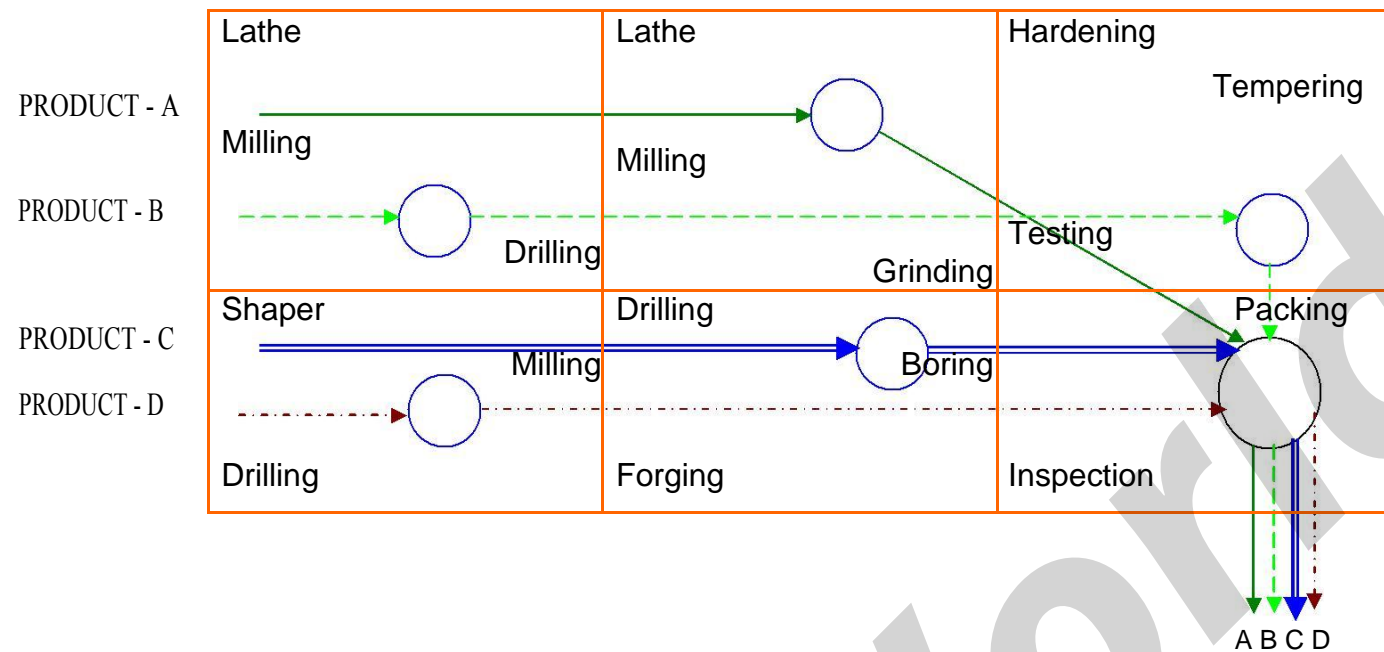 Lathe Lathe Hardening
Tempering
PRODUCT - A
Milling
Milling
PRODUCT - B
Testing
Drilling
Grinding
Shaper Drilling Packing
PRODUCT - C
Milling Boring
PRODUCT - D
Drilling Forging Inspection
A B C D